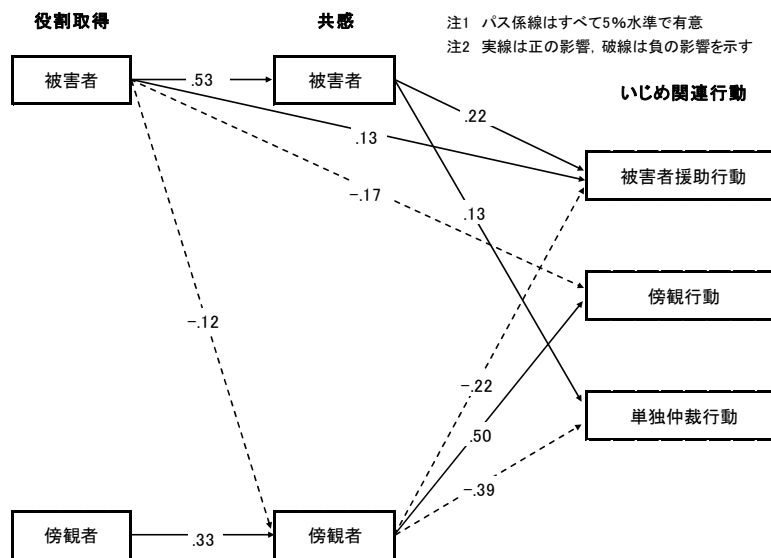 役割取得
共感
注1 パス係線はすべて5%水準で有意
注2 実線は正の影響, 破線は負の影響を示す
いじめ関連行動
被害者
.53
被害者
.22
.13
被害者援助行動
-.17
.13
傍観行動
-.12
-.22
単独仲裁行動
.50
-.39
傍観者
.33
傍観者